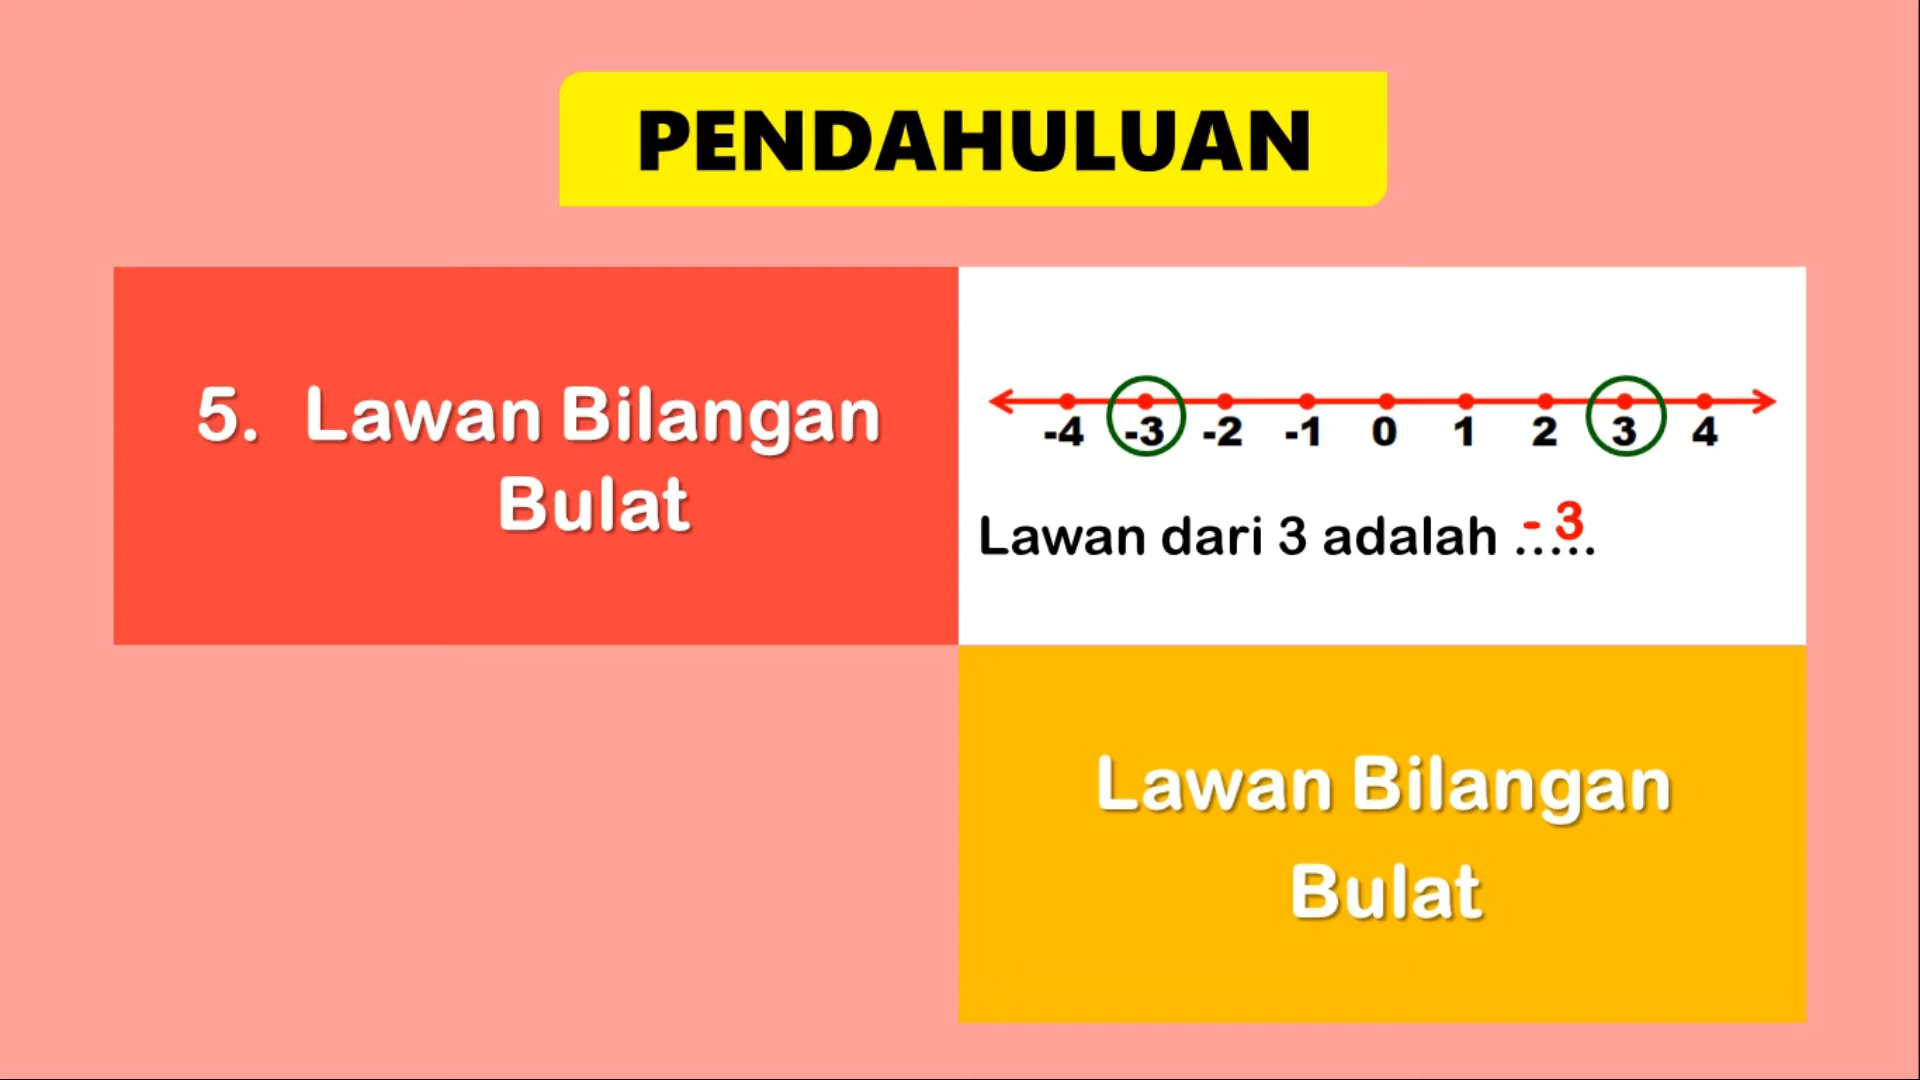 PENDAHULUAN
5. Lawan Bilangan
Bulat
-4 -3 -2 -1 0 1 2 3 4
Lawan dari 3 adalah .....
- 3
Lawan Bilangan
Bulat